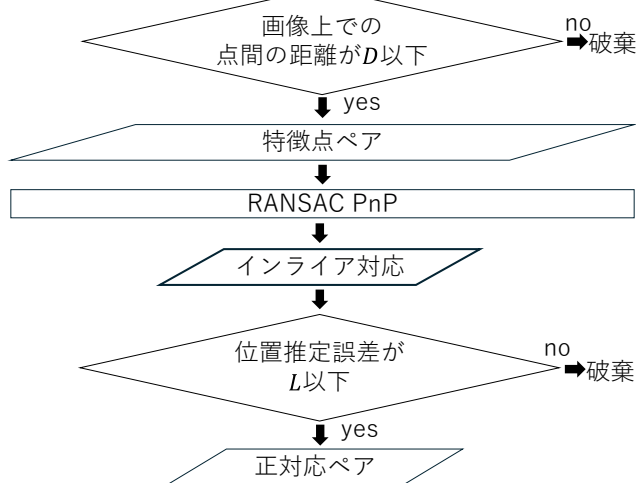 画像上での
点間の距離がD以下
no
破棄
yes
特徴点ペア
RANSAC PnP
インライア対応
位置推定誤差が
L以下
no
破棄
yes
正対応ペア